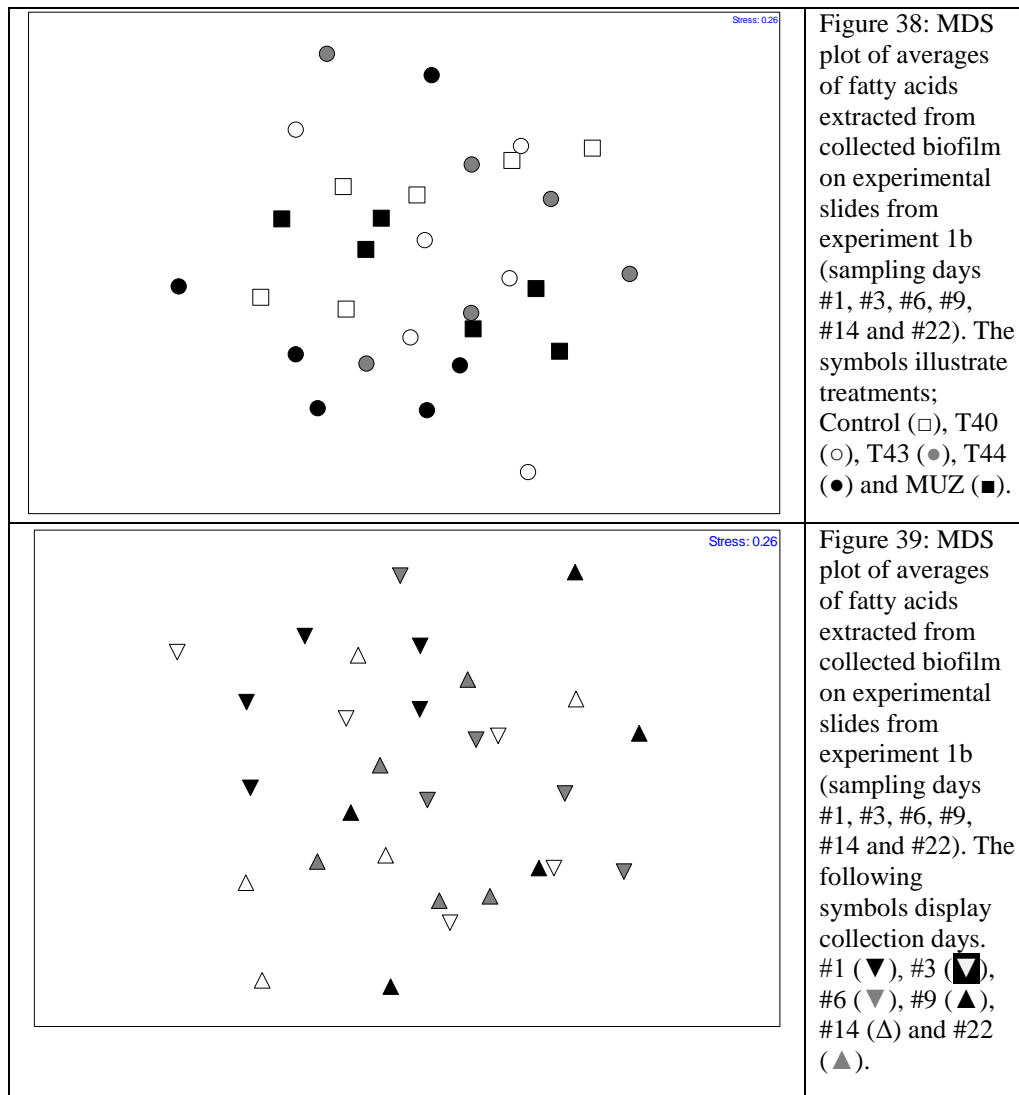 Stress: 0.26
Figure 38: MDS
plot of averages
of fatty acids
extracted from
collected biofilm
on experimental
slides from
experiment 1b
(sampling days
#1, #3, #6, #9,
#14 and #22). The
symbols illustrate
treatments;
Control (□), T40
(○), T43 (●), T44
(●) and MUZ (■).
Stress: 0.26
Figure 39: MDS
plot of averages
of fatty acids
extracted from
collected biofilm
on experimental
slides from
experiment 1b
(sampling days
#1, #3, #6, #9,
#14 and #22). The
following
symbols display
collection days.
#1 (▼), #3 (▽),
#6 (▼), #9 (▲),
#14 (Δ) and #22
(▲).